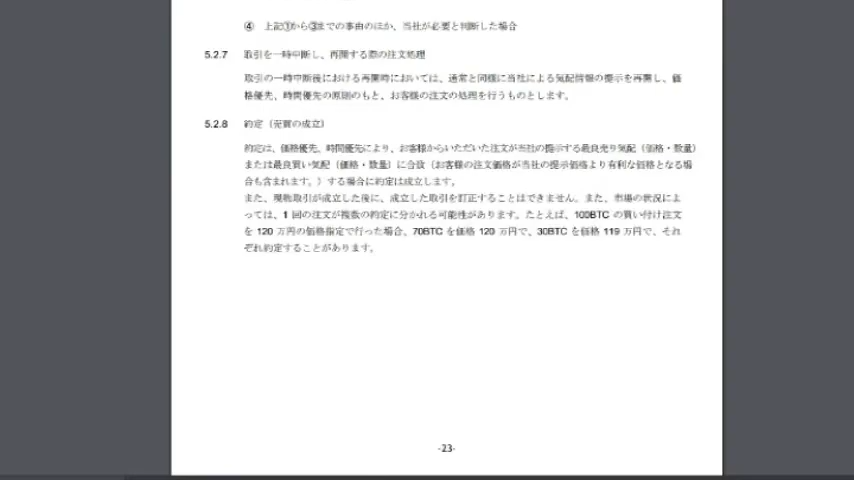 ④ 上記①から③までの事由のほか、当社が必要と判断した場合
5.2.7 取引を一時中断し、再開する際の注文処理
取引の一時中断後における再開時においては、通常と同様に当社による気配情報の提示を再開し、価
格優先、時間優先の原則のもと、お客様の注文の処理を行うものとします。
5.2.8 約定（売買の成立）
約定は、価格優先、時間優先により、お客様からいただいた注文が当社の提示する最良売り気配（価格・数量）
または最良買い気配（価格・数量）に合致（お客様の注文価格が当社の提示価格より有利な価格となる場
合も含まれます。）する場合に約定は成立します。
また、現物取引が成立した後に、成立した取引を訂正することはできません。また、市場の状況によ
っては、1 回の注文が複数の約定に分かれる可能性があります。たとえば、100BTC の買い付け注文
を 120 万円の価格指定で行った場合、70BTC を価格 120 万円で、30BTC を価格 119 万円で、それ
ぞれ約定することがあります。
-23-